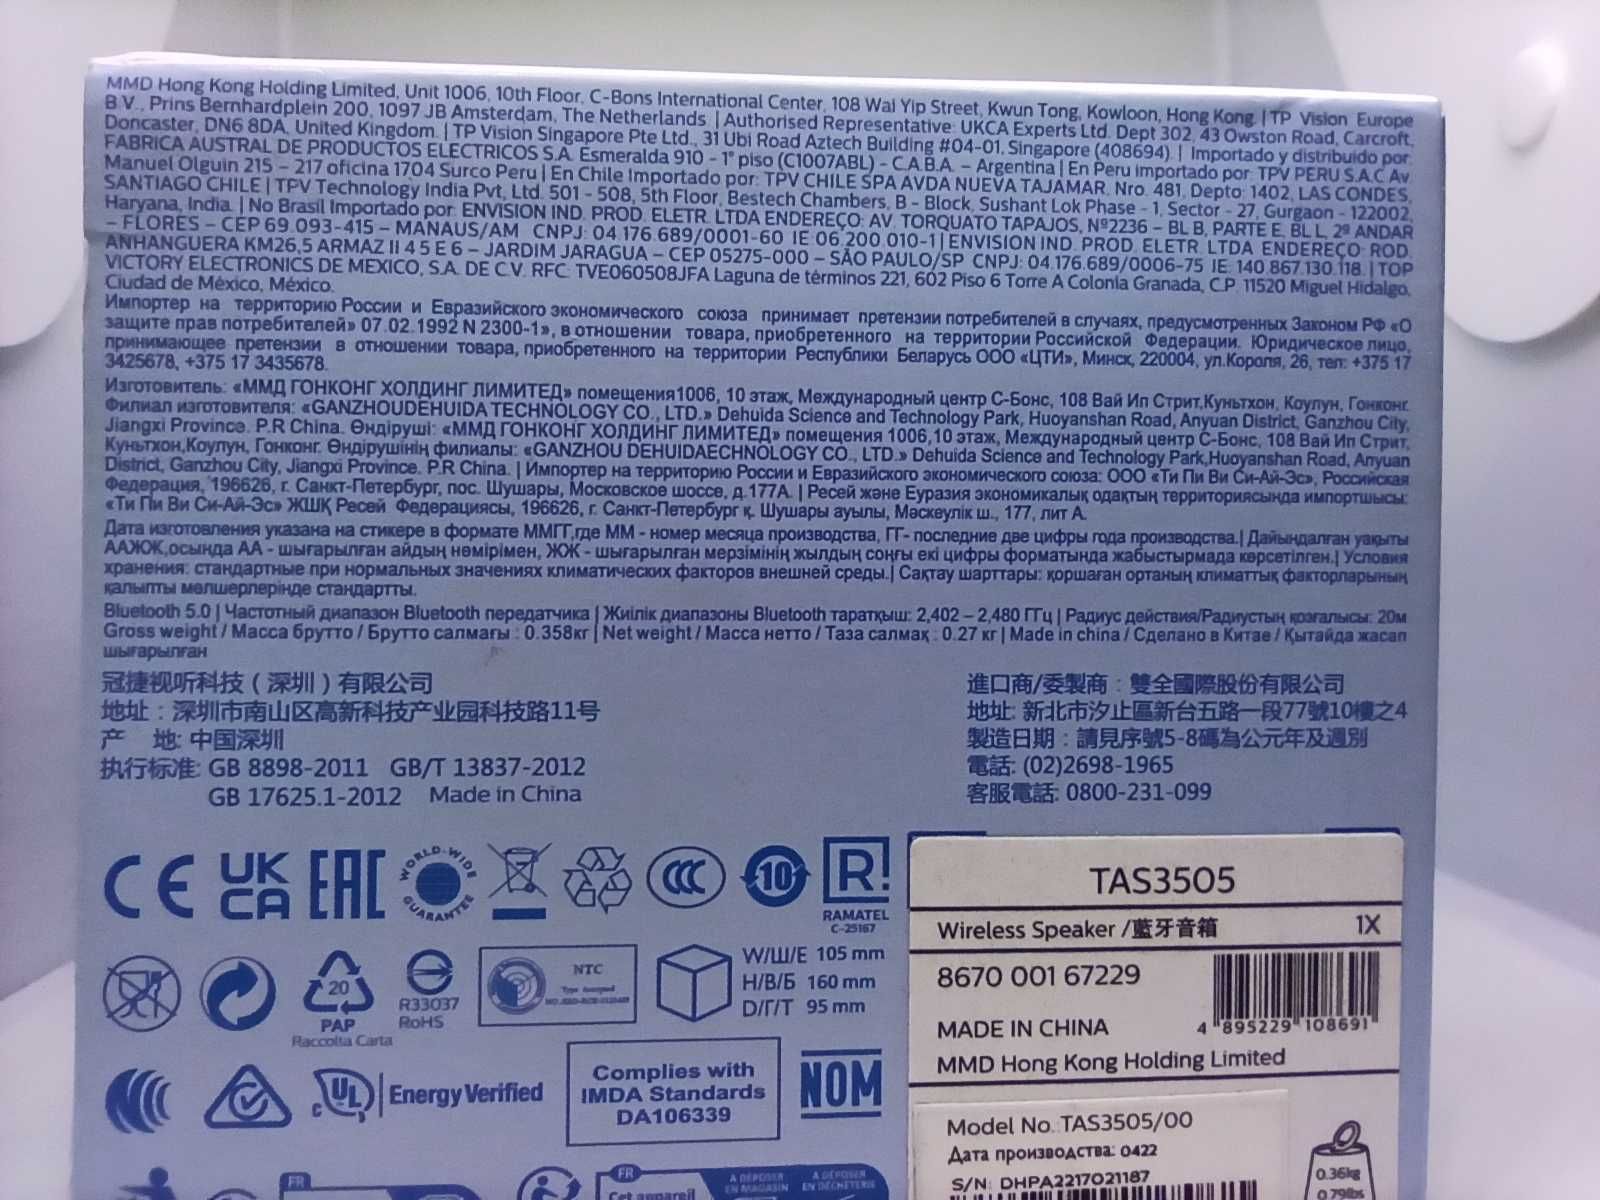 MMD Hong Kong Holding Limited, Unit 1006, 10th Floor, C-Bons International Center, 108 Wai Yip Street, Kwun Tong, Kowloon, Hong Kong. | TP Vision Europe
B.V., Prins Bernhardplein 200, 1097 JB Amsterdam, The Netherlands. | Authorised Representative: UKCA Experts Ltd. Dept 302, 43 Owston Road, Carcroft,
Doncaster, DN6 8DA, United Kingdom. | TP Vision Singapore Pte Ltd., 31 Ubi Road Aztech Building #04-01, Singapore (408694). | Importado y distribuido por:
FABRICA AUSTRAL DE PRODUCTOS ELECTRICOS S.A. Esmeralda 910 - 1° piso (C1007ABL) - C.A.B.A. – Argentina | En Peru importado por: TPV PERU S.A.C Av.
Manuel Olguin 215 – 217 oficina 1704 Surco Peru | En Chile Importado por: TPV CHILE SPA AVDA NUEVA TAJAMAR, Nro. 481, Depto: 1402, LAS CONDES,
SANTIAGO CHILE | TPV Technology India Pvt, Ltd. 501 - 508, 5th Floor, Bestech Chambers, B - Block, Sushant Lok Phase - 1, Sector - 27, Gurgaon - 122002,
Haryana, India. | No Brasil Importado por: ENVISION IND. PROD. ELETR. LTDA ENDEREÇO: AV. TORQUATO TAPAJOS, Nº2236 – BL B, PARTE E, BL L, 2º ANDAR
– FLORES – CEP 69.093-415 – MANAUS/AM CNPJ: 04.176.689/0001-60 IE 06.200.010-1 | ENVISION IND. PROD. ELETR. LTDA ENDEREÇO: ROD.
ANHANGUERA KM26,5 ARMAZ II 4 5 E 6 – JARDIM JARAGUA – CEP 05275-000 – SÃO PAULO/SP CNPJ: 04.176.689/0006-75 IE: 140.867.130.118. | TOP
VICTORY ELECTRONICS DE MEXICO, S.A. DE C.V. RFC: TVE060508JFA Laguna de términos 221, 602 Piso 6 Torre A Colonia Granada, C.P. 11520 Miguel Hidalgo,
Ciudad de México, México.
Импортер на территорию России и Евразийского экономического союза принимает претензии потребителей в случаях, предусмотренных Законом РФ «О
защите прав потребителей» 07.02.1992 N 2300-1», в отношении товара, приобретенного на территории Российской Федерации. Юридическое лицо,
принимающее претензии в отношении товара, приобретенного на территории Республики Беларусь ООО «ЦТИ», Минск, 220004, ул.Короля, 26, тел: +375 17
3425678, +375 17 3435678.
Изготовитель: «ММД ГОНКОНГ ХОЛДИНГ ЛИМИТЕД» помещения1006, 10 этаж, Международный центр С-Бонс, 108 Вай Ип Стрит,Куньтхон, Коулун, Гонконг.
Филиал изготовителя: «GANZHOUDEHUIDA TECHNOLOGY CO., LTD.» Dehuida Science and Technology Park, Huoyanshan Road, Anyuan District, Ganzhou City,
Jiangxi Province. P.R China. Өндіруші: «ММД ГОНКОНГ ХОЛДИНГ ЛИМИТЕД» помещения 1006,10 этаж, Международный центр С-Бонс, 108 Вай Ип Стрит,
Куньтхон,Коулун, Гонконг. Өндірушінің филиалы: «GANZHOU DEHUIDAECHNOLOGY CO., LTD.» Dehuida Science and Technology Park,Huoyanshan Road, Anyuan
District, Ganzhou City, Jiangxi Province. P.R China. | Импортер на территорию России и Евразийского экономического союза: ООО «Ти Пи Ви Си-Ай-Эс», Российская
Федерация, 196626, г. Санкт-Петербург, пос. Шушары, Московское шоссе, д.177А. | Ресей және Еуразия экономикалық одақтың территориясында импортшысы:
«Ти Пи Ви Си-Ай-Эс» ЖШҚ Ресей Федерациясы, 196626, г. Санкт-Петербург қ. Шушары ауылы, Мәскеулік ш., 177, лит А.
Дата изготовления указана на стикере в формате ММГГ,где ММ - номер месяца производства, ГГ- последние две цифры года производства.| Дайындалған уақыты
ААЖЖ,осында АА - шығарылған айдың нөмірімен, ЖЖ - шығарылған мерзімінің жылдың соңғы екі цифры форматында жабыстырмада көрсетілген.| Условия
хранения: стандартные при нормальных значениях климатических факторов внешней среды.| Сақтау шарттары: қоршаған ортаның климаттық факторларының
қалыпты мөлшерлерінде стандартты.
Bluetooth 5.0 | Частотный диапазон Bluetooth передатчика | Жиілік диапазоны Bluetooth таратқыш: 2,402 – 2,480 ГГц | Радиус действия/Радиустың қозғалысы: 20м
Gross weight / Масса брутто / Брутто салмағы : 0.358кг | Net weight / Масса нетто / Таза салмақ : 0.27 кг | Made in china / Сделано в Китае / Қытайда жасап
шығарылған
冠捷视听科技（深圳）有限公司
地址：深圳市南山区高新科技产业园科技路11号
产 地: 中国深圳
执行标准: GB 8898-2011 GB/T 13837-2012
GB 17625.1-2012 Made in China
進口商/委製商：雙全國際股份有限公司
地址: 新北市汐止區新台五路一段77號10樓之4
製造日期：請見序號5-8碼為公元年及週別
電話: (02)2698-1965
客服電話: 0800-231-099
CE UK CA EAC WORLD-WIDE GUARANTEE CCC 10 R!
RAMATEL
C-25167
20
PAP
Raccolta Carta
R33037
RoHS
NTC
Type Accepted
W/Ш/Е 105 mm
H/В/Б 160 mm
D/Г/Т 95 mm
c UL Energy Verified
Complies with
IMDA Standards
DA106339
NOM
FR
FR
Cet appareil
À DÉPOSER
EN MAGASIN
À DÉPOSER
EN DÉCHÈTERIE
TAS3505
Wireless Speaker /藍牙音箱 1X
8670 001 67229
4 895229 108691
MADE IN CHINA
MMD Hong Kong Holding Limited
Model No.:TAS3505/00
Дата производства: 0422
S/N: DHPA2217021187
0.36kg
0.79lbs